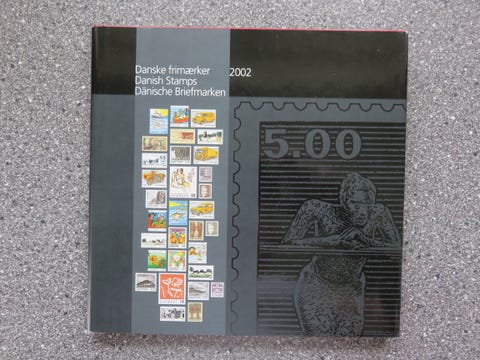 Danske frimærker 2002
Danish Stamps
Dänische Briefmarken
5.00